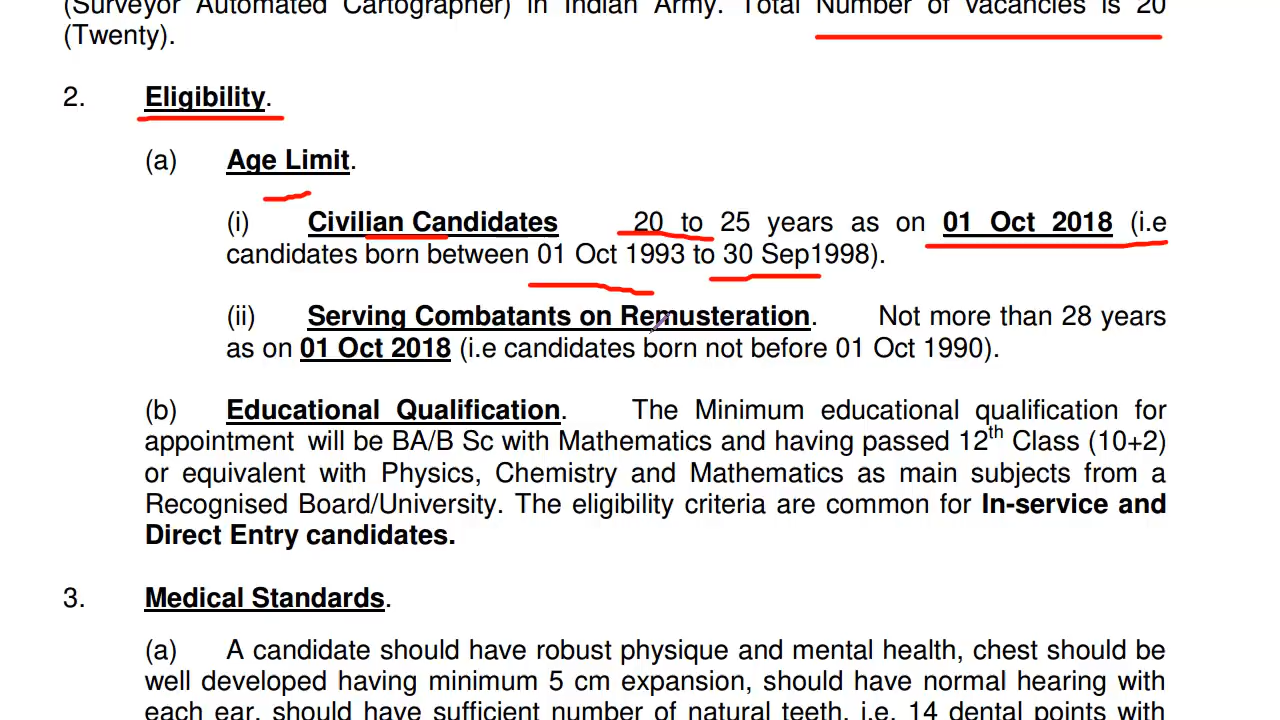 (Surveyor Automated Cartographer) in Indian Army. Total Number of vacancies is 20
(Twenty).
2. Eligibility.
(a) Age Limit.
(i) Civilian Candidates 20 to 25 years as on 01 Oct 2018 (i.e
candidates born between 01 Oct 1993 to 30 Sep1998).
(ii) Serving Combatants on Remusteration. Not more than 28 years
as on 01 Oct 2018 (i.e candidates born not before 01 Oct 1990).
(b) Educational Qualification. The Minimum educational qualification for
appointment will be BA/B Sc with Mathematics and having passed 12th Class (10+2)
or equivalent with Physics, Chemistry and Mathematics as main subjects from a
Recognised Board/University. The eligibility criteria are common for In-service and
Direct Entry candidates.
3. Medical Standards.
(a) A candidate should have robust physique and mental health, chest should be
well developed having minimum 5 cm expansion, should have normal hearing with
each ear, should have sufficient number of natural teeth, i.e. 14 dental points with